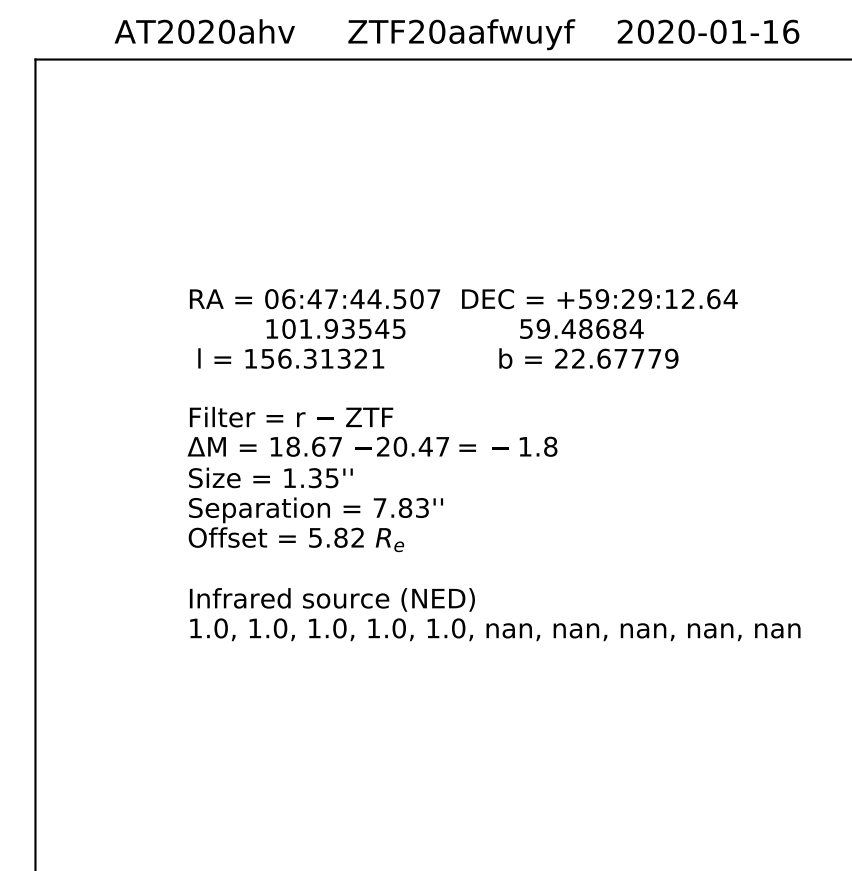 AT2020ahv ZTF20aafwuyf 2020-01-16
RA = 06:47:44.507 DEC = +59:29:12.64
101.93545 59.48684
l = 156.31321 b = 22.67779
Filter = r − ZTF
ΔM = 18.67 −20.47 = − 1.8
Size = 1.35''
Separation = 7.83''
Offset = 5.82 Re
Infrared source (NED)
1.0, 1.0, 1.0, 1.0, 1.0, nan, nan, nan, nan, nan